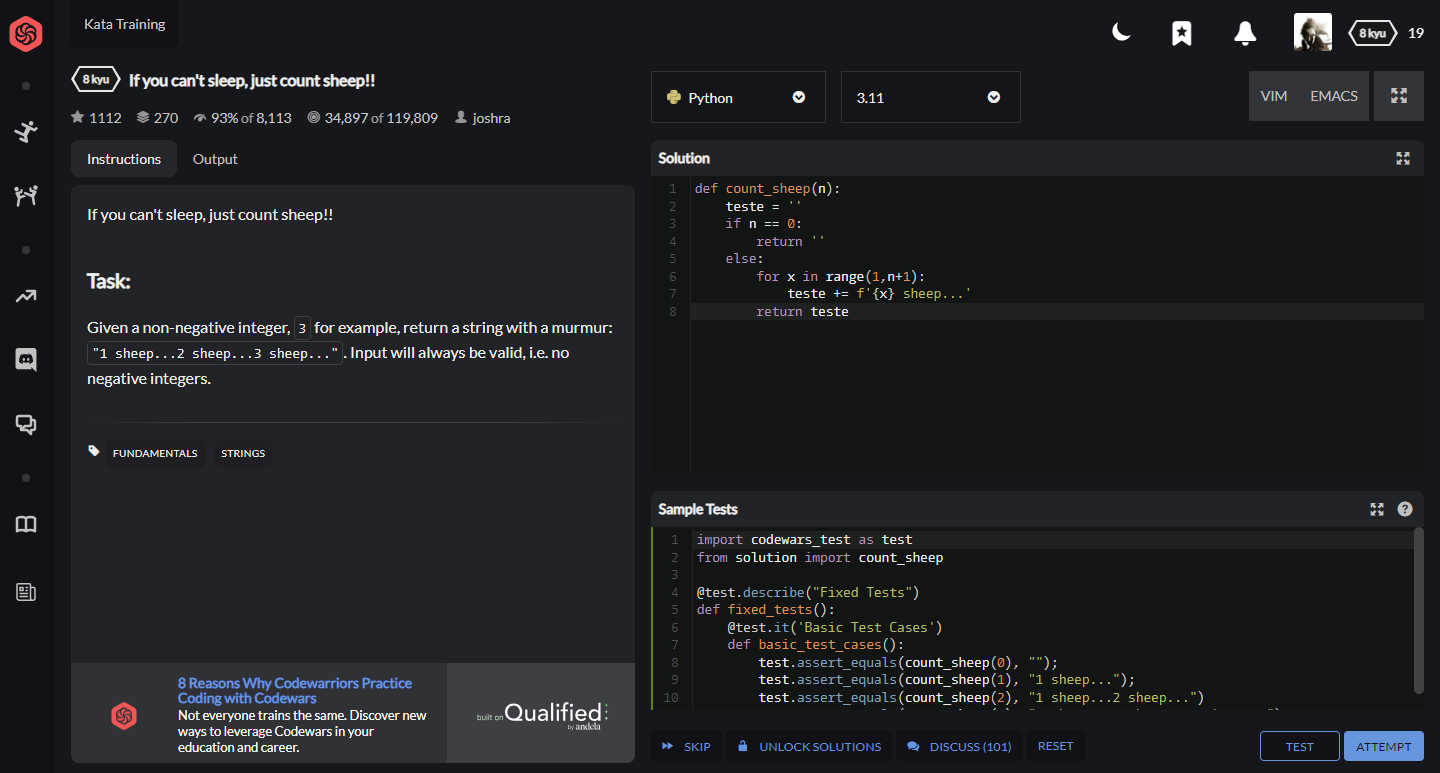 Kata Training
8 kyu
19
8 kyu If you can't sleep, just count sheep!!
1112 270 93% of 8,113 34,897 of 119,809 joshra
Python
3.11
VIM EMACS
Instructions Output
If you can't sleep, just count sheep!!
Task:
Given a non-negative integer, 3 for example, return a string with a murmur:
"1 sheep...2 sheep...3 sheep...". Input will always be valid, i.e. no
negative integers.
FUNDAMENTALS STRINGS
8 Reasons Why Codewarriors Practice
Coding with Codewars
Not everyone trains the same. Discover new
ways to leverage Codewars in your
education and career.
built on Qualified
by andela
Solution
1 def count_sheep(n):
2     teste = ''
3     if n == 0:
4         return ''
5     else:
6         for x in range(1,n+1):
7             teste += f'{x} sheep...'
8         return teste
Sample Tests
1 import codewars_test as test
2 from solution import count_sheep
3
4 @test.describe("Fixed Tests")
5 def fixed_tests():
6     @test.it('Basic Test Cases')
7     def basic_test_cases():
8         test.assert_equals(count_sheep(0), "");
9         test.assert_equals(count_sheep(1), "1 sheep...");
10         test.assert_equals(count_sheep(2), "1 sheep...2 sheep...")
SKIP UNLOCK SOLUTIONS DISCUSS (101) RESET
TEST ATTEMPT